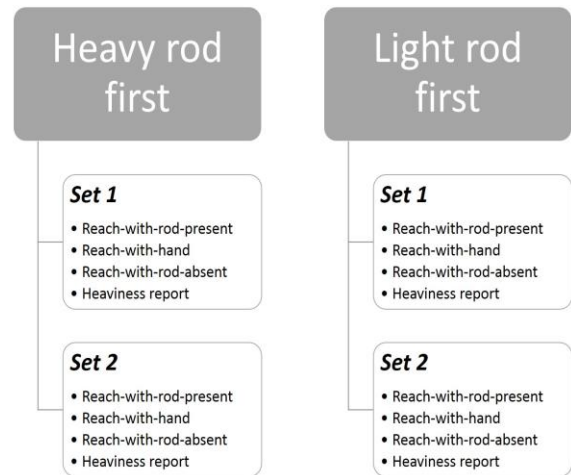 Heavy rod
first
Set 1
• Reach-with-rod-present
• Reach-with-hand
• Reach-with-rod-absent
• Heaviness report
Set 2
• Reach-with-rod-present
• Reach-with-hand
• Reach-with-rod-absent
• Heaviness report
Light rod
first
Set 1
• Reach-with-rod-present
• Reach-with-hand
• Reach-with-rod-absent
• Heaviness report
Set 2
• Reach-with-rod-present
• Reach-with-hand
• Reach-with-rod-absent
• Heaviness report